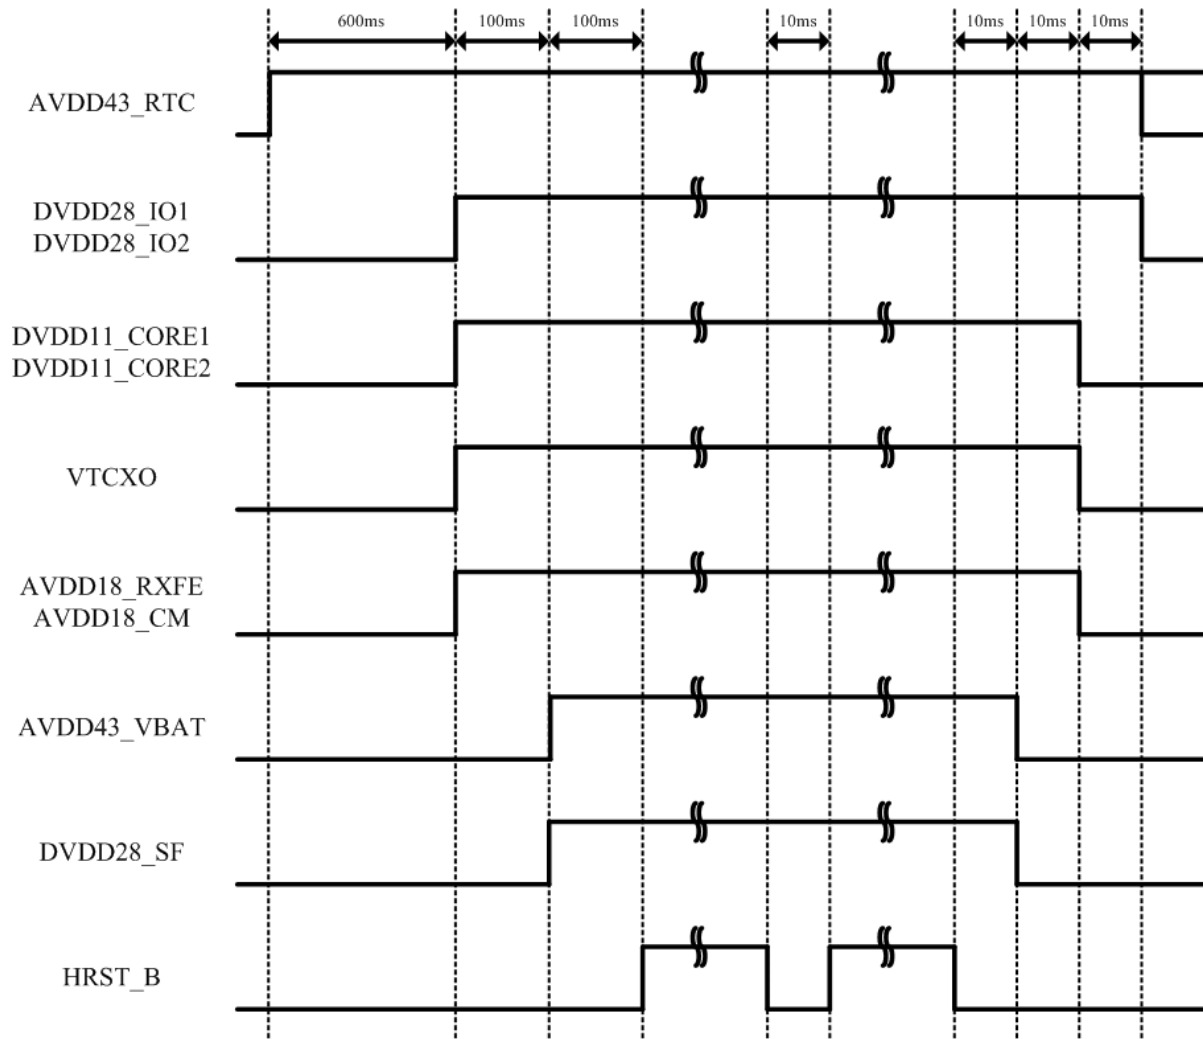 600ms
100ms
100ms
10ms
10ms
10ms
10ms
AVDD43_RTC
DVDD28_IO1
DVDD28_IO2
DVDD11_CORE1
DVDD11_CORE2
VTCXO
AVDD18_RXFE
AVDD18_CM
AVDD43_VBAT
DVDD28_SF
HRST_B